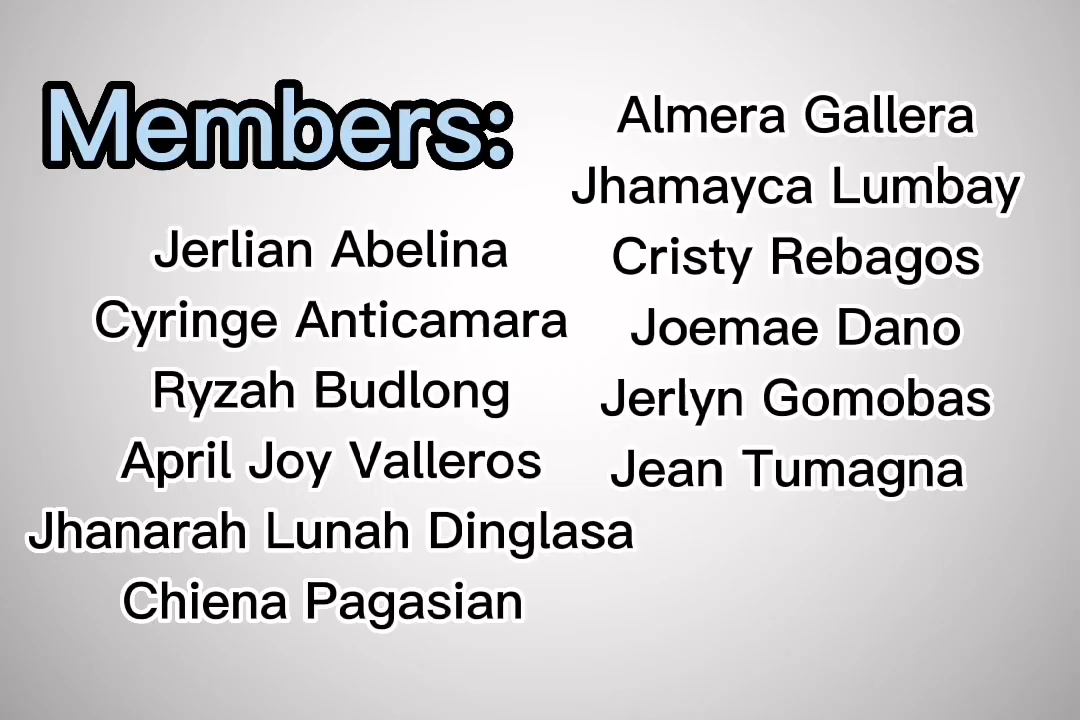 Members:
Jerlian Abelina
Cyringe Anticamara
Ryzah Budlong
April Joy Valleros
Jhanarah Lunah Dinglasa
Chiena Pagasian
Almera Gallera
Jhamayca Lumbay
Cristy Rebagos
Joemae Dano
Jerlyn Gomobas
Jean Tumagna